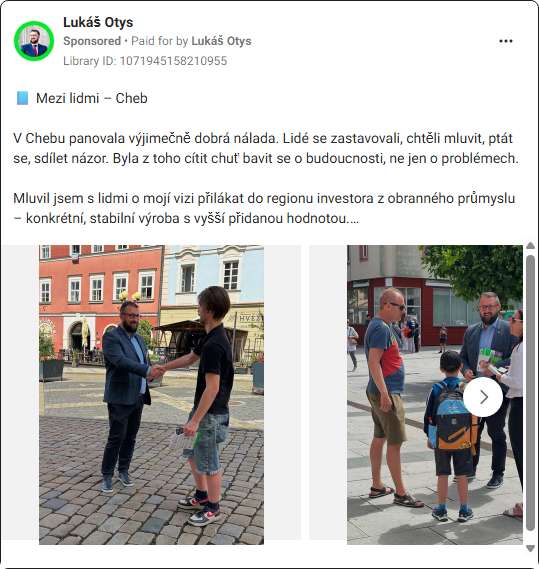 Lukáš Otys
Sponsored • Paid for by Lukáš Otys
Library ID: 1071945158210955
📘 Mezi lidmi – Cheb
V Chebu panovala výjimečně dobrá nálada. Lidé se zastavovali, chtěli mluvit, ptát
se, sdílet názor. Byla z toho cítit chuť bavit se o budoucnosti, ne jen o problémech.
Mluvil jsem s lidmi o mojí vizi přilákat do regionu investora z obranného průmyslu
– konkrétní, stabilní výroba s vyšší přidanou hodnotou....